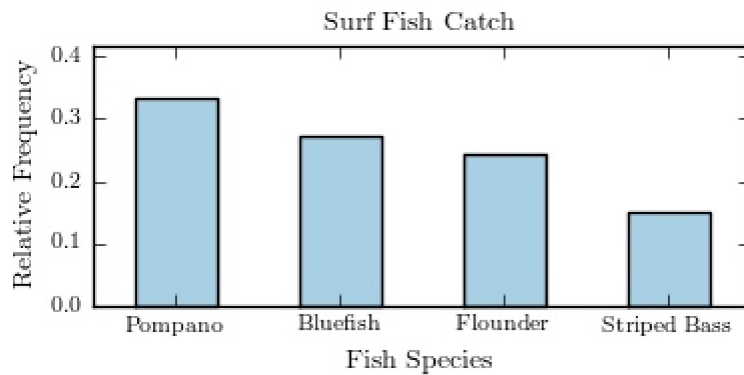 Surf Fish Catch
Relative Frequency
0.4
0.3
0.2
0.1
0.0
Pompano Bluefish Flounder Striped Bass
Fish Species